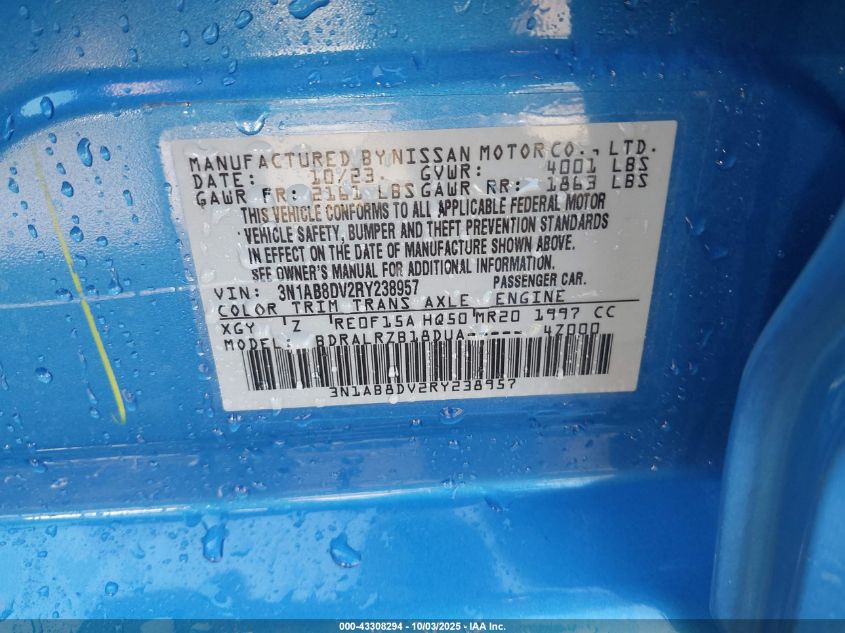 MANUFACTURED BY NISSAN MOTOR CO., LTD.
DATE: 10/23 GVWR: 4001 LBS
GAWR FR: 2161 LBS GAWR RR: 1863 LBS
THIS VEHICLE CONFORMS TO ALL APPLICABLE FEDERAL MOTOR
VEHICLE SAFETY, BUMPER AND THEFT PREVENTION STANDARDS
IN EFFECT ON THE DATE OF MANUFACTURE SHOWN ABOVE.
SEE OWNER'S MANUAL FOR ADDITIONAL INFORMATION.
VIN: 3N1AB8DV2RY238957 PASSENGER CAR.
COLOR TRIM TRANS AXLE ENGINE
XGY Z RE0F15A HQ50 MR20 1997 CC
MODEL: BDRALRZB18DUA----- 47000
3N1AB8DV2RY238957
000-43308294 - 10/03/2025 - IAA Inc.